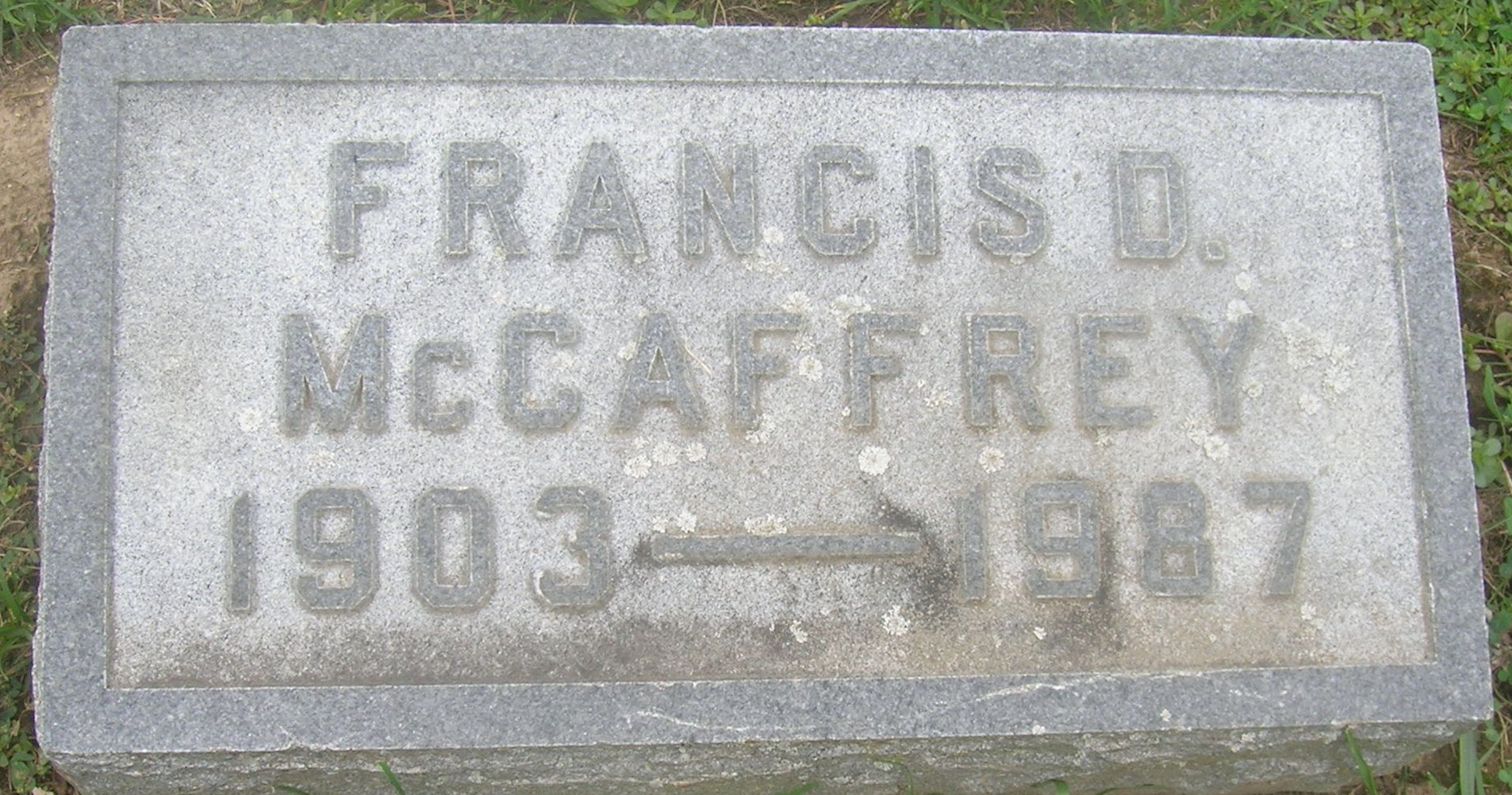 FRANCIS D.
McCAFFREY
1903—1987